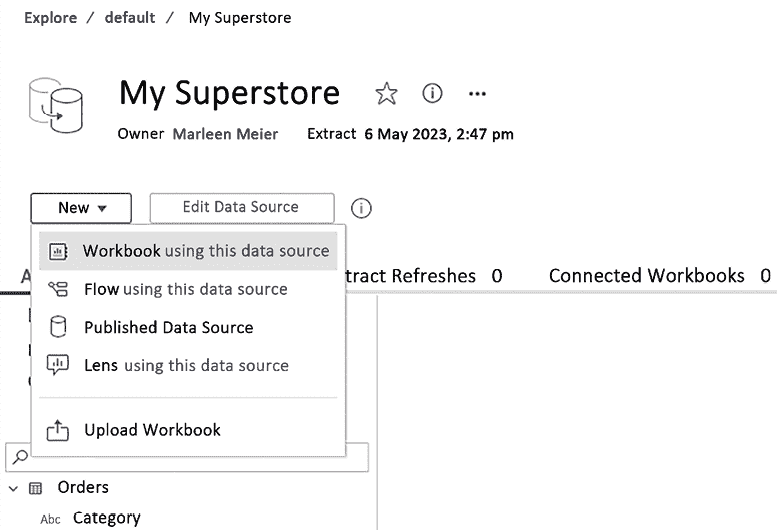 Explore / default / My Superstore
My Superstore
Owner Marleen Meier Extract 6 May 2023, 2:47 pm
New Edit Data Source
Workbook using this data source
tract Refreshes 0 Connected Workbooks 0
Flow using this data source
Published Data Source
Lens using this data source
Upload Workbook
Orders
Abc Category